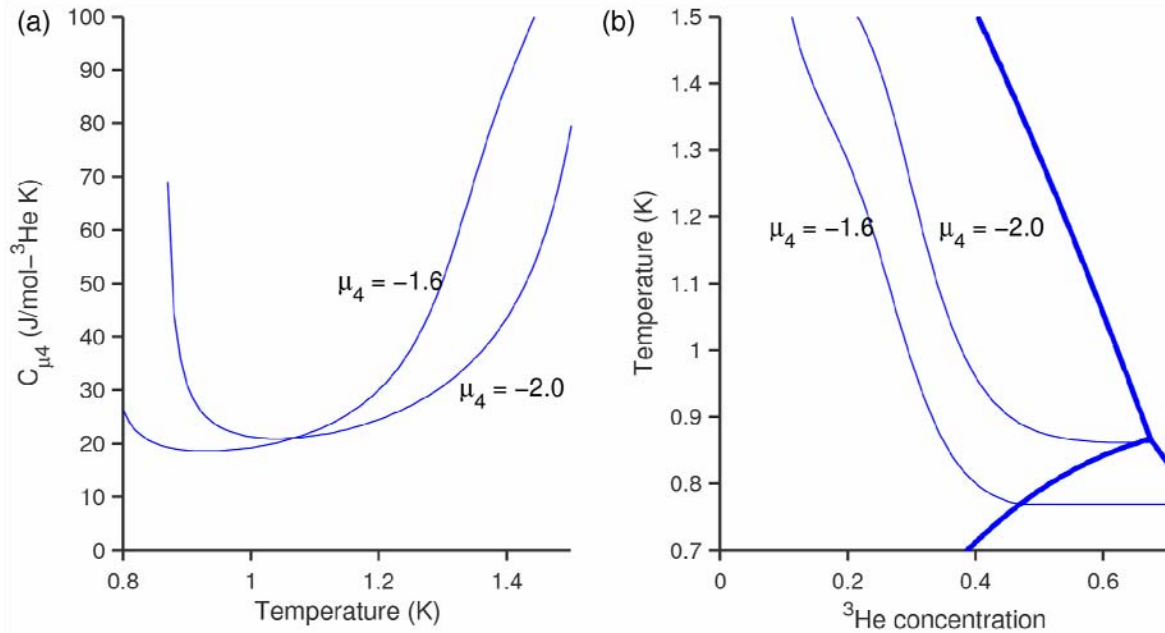 (a)
100
90
80
70
60
50
40
30
20
10
0
C_μ4 (J/mol−³He K)
μ₄ = −1.6
μ₄ = −2.0
0.8 1 1.2 1.4
Temperature (K)
(b)
1.5
1.4
1.3
1.2
1.1
1
0.9
0.8
0.7
Temperature (K)
μ₄ = −1.6
μ₄ = −2.0
0 0.2 0.4 0.6
³He concentration